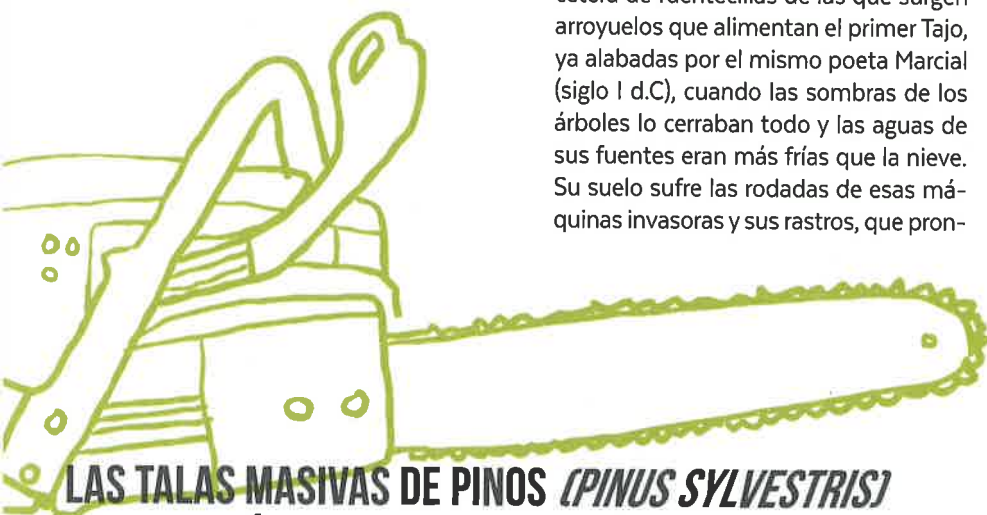 arroyuelos que alimentan el primer Tajo,
ya alabadas por el mismo poeta Marcial
(siglo I d.C), cuando las sombras de los
árboles lo cerraban todo y las aguas de
sus fuentes eran más frías que la nieve.
Su suelo sufre las rodadas de esas má-
quinas invasoras y sus rastros, que pron-
LAS TALAS MASIVAS DE PINOS (PINUS SYLVESTRIS)